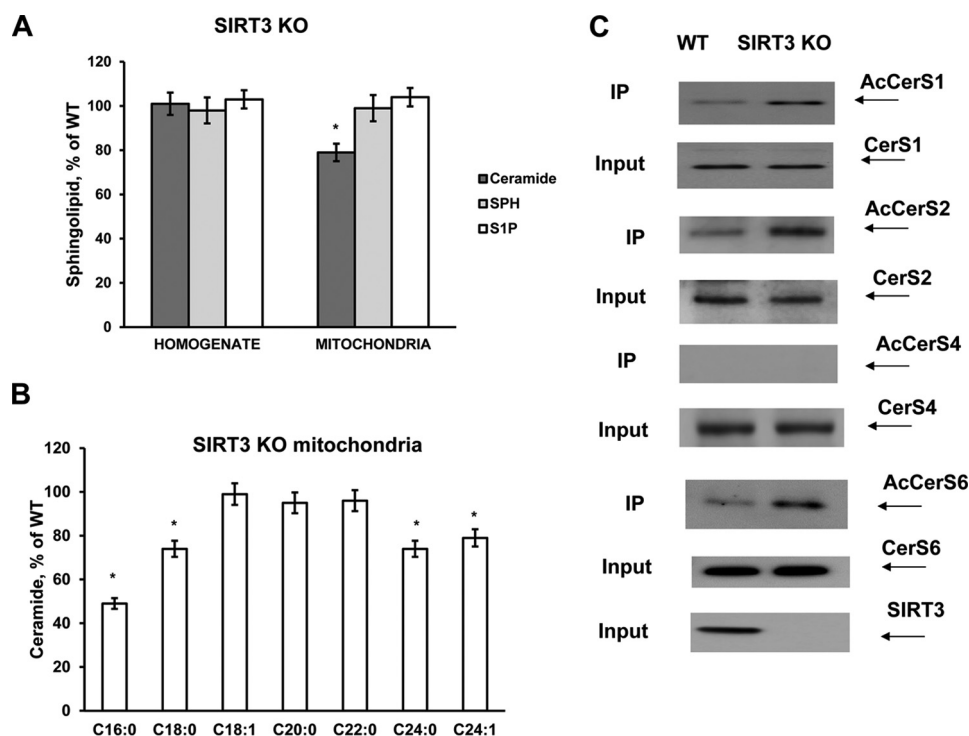 A
SIRT3 KO
Sphingolipid, % of WT
120
100
80
60
40
20
0
*
HOMOGENATE MITOCHONDRIA
Ceramide
SPH
S1P
B
SIRT3 KO mitochondria
Ceramide, % of WT
120
100
80
60
40
20
0
* * * *
C16:0 C18:0 C18:1 C20:0 C22:0 C24:0 C24:1
C
WT SIRT3 KO
IP AcCerS1
Input CerS1
IP AcCerS2
Input CerS2
IP AcCerS4
Input CerS4
IP AcCerS6
Input CerS6
Input SIRT3